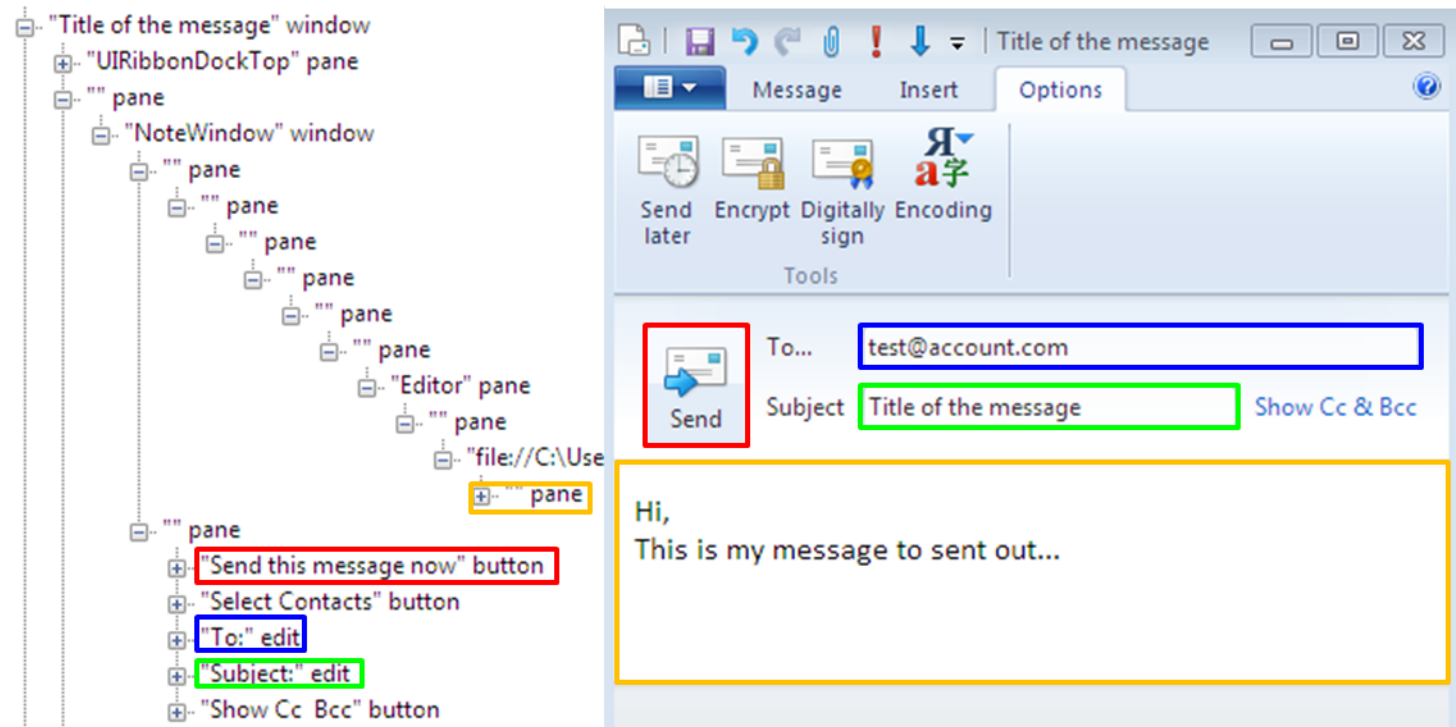 "Title of the message" window
"UIRibbonDockTop" pane
"" pane
"NoteWindow" window
"" pane
"" pane
"" pane
"" pane
"" pane
"" pane
"Editor" pane
"" pane
"file://C:\Use
"" pane
"" pane
"Send this message now" button
"Select Contacts" button
"To:" edit
"Subject:" edit
"Show Cc Bcc" button
Title of the message
Message Insert Options
Send later
Encrypt
Digitally sign
Я a 字
Encoding
Tools
Send
To... test@account.com
Subject Title of the message Show Cc & Bcc
Hi,
This is my message to sent out...